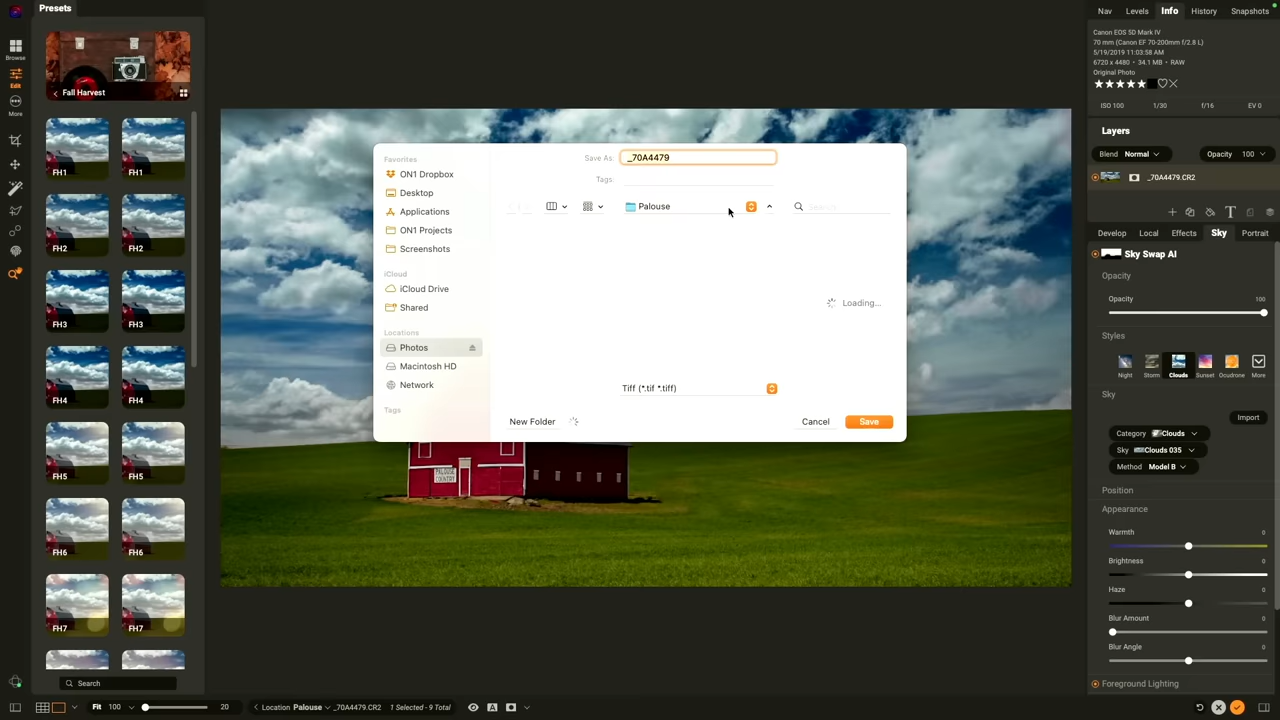 Presets
Nav Levels Info History Snapshots
Canon EOS 5D Mark IV
70 mm (Canon EF 70-200mm f/2.8 L)
5/19/2019 11:03:58 AM
6720 x 4480 • 34.1 MB • RAW
Original Photo
ISO 100 1/30 f/16 EV 0
Browse
Edit
More
Fall Harvest
FH1 FH1
FH2 FH2
FH3 FH3
FH4 FH4
FH5 FH5
FH6 FH6
FH7 FH7
Search
Favorites
ON1 Dropbox
Desktop
Applications
ON1 Projects
Screenshots
iCloud
iCloud Drive
Shared
Locations
Photos
Macintosh HD
Network
Tags
Save As: _70A4479
Tags:
Palouse
Search
Loading...
Tiff (*.tif *.tiff)
New Folder
Cancel Save
PALOUSE
COUNTRY
Layers
Blend Normal Opacity 100
_70A4479.CR2
Develop Local Effects Sky Portrait
Sky Swap AI
Opacity
Opacity 100
Styles
Night Storm Clouds Sunset Ooudrone More
Sky
Import
Category Clouds
Sky Clouds 035
Method Model B
Position
Appearance
Warmth 0
Brightness 0
Haze 0
Blur Amount 0
Blur Angle 0
Foreground Lighting
Fit 100 20 Location Palouse _70A4479.CR2 1 Selected - 9 Total